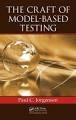 THE CRAFT OF
MODEL-BASED
TESTING
Paul C. Jorgensen